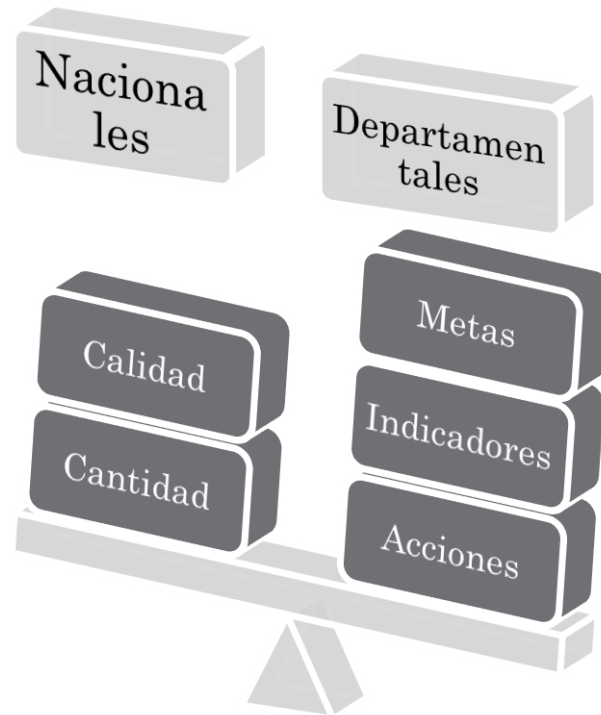 Naciona
les
Departamen
tales
Calidad
Cantidad
Metas
Indicadores
Acciones